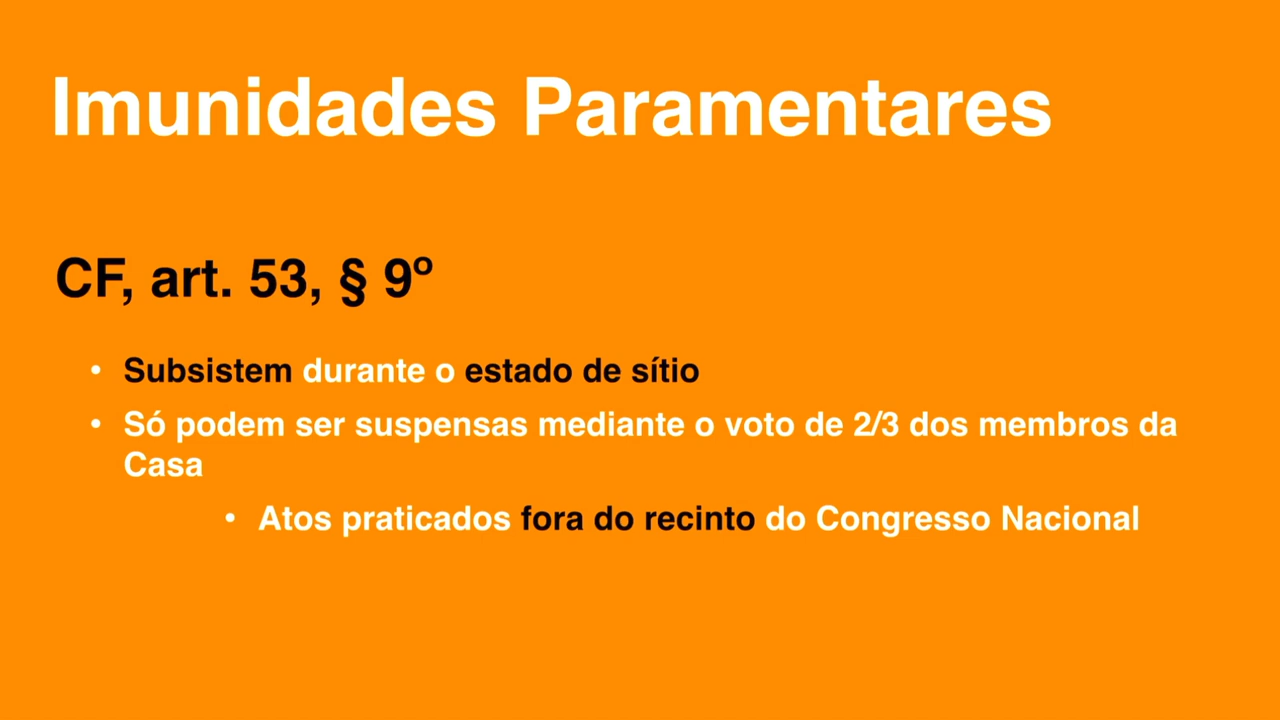 Imunidades Paramentares
CF, art. 53, § 9º
• Subsistem durante o estado de sítio
• Só podem ser suspensas mediante o voto de 2/3 dos membros da
Casa
• Atos praticados fora do recinto do Congresso Nacional